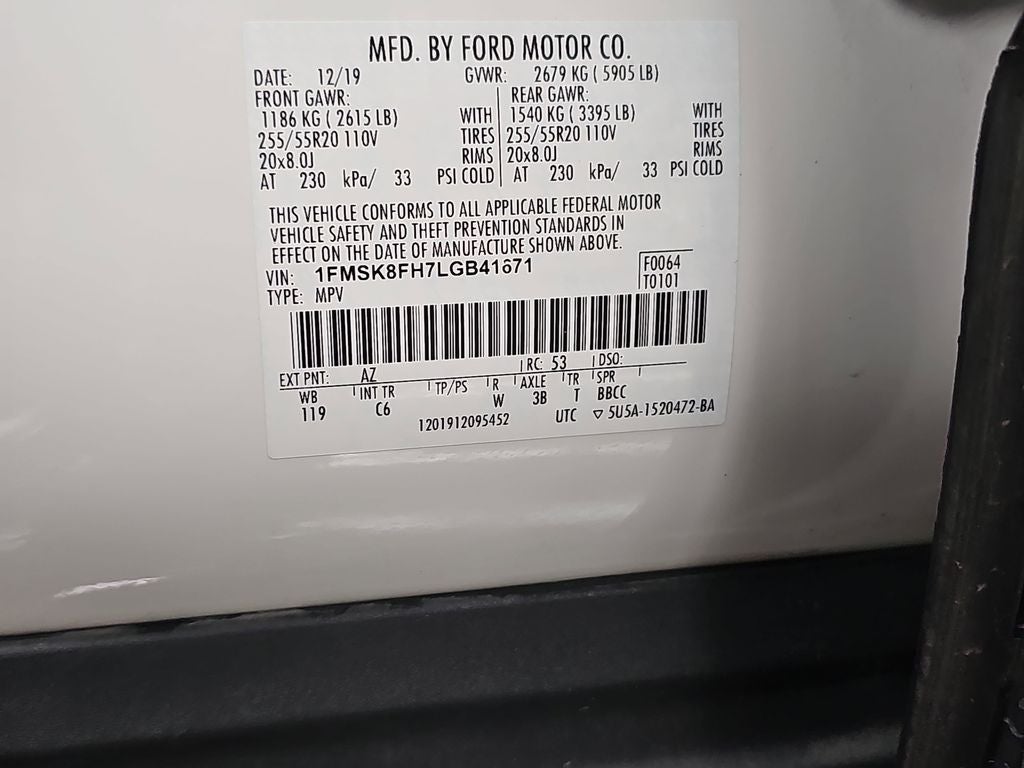 MFD. BY FORD MOTOR CO.
DATE: 12/19 GVWR: 2679 KG ( 5905 LB)
FRONT GAWR: REAR GAWR:
1186 KG ( 2615 LB) WITH 1540 KG ( 3395 LB) WITH
255/55R20 110V TIRES 255/55R20 110V TIRES
20x8.0J RIMS 20x8.0J RIMS
AT 230 kPa/ 33 PSI COLD AT 230 kPa/ 33 PSI COLD
THIS VEHICLE CONFORMS TO ALL APPLICABLE FEDERAL MOTOR
VEHICLE SAFETY AND THEFT PREVENTION STANDARDS IN
EFFECT ON THE DATE OF MANUFACTURE SHOWN ABOVE.
VIN: 1FMSK8FH7LGB41671 F0064
TYPE: MPV T0101
EXT PNT: AZ RC: 53 DSO:
WB INT TR TP/PS R AXLE TR SPR
119 C6 W 3B T BBCC
1201912095452 UTC ▽ 5U5A-1520472-BA